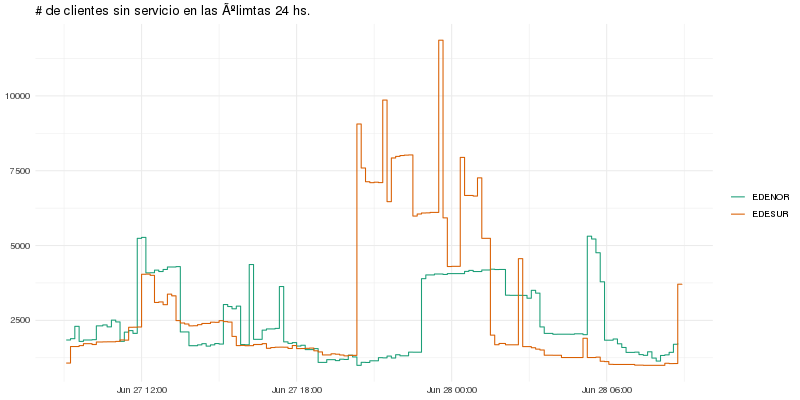 # de clientes sin servicio en las Ãºlimtas 24 hs.
10000
7500
5000
2500
Jun 27 12:00
Jun 27 18:00
Jun 28 00:00
Jun 28 06:00
EDENOR
EDESUR